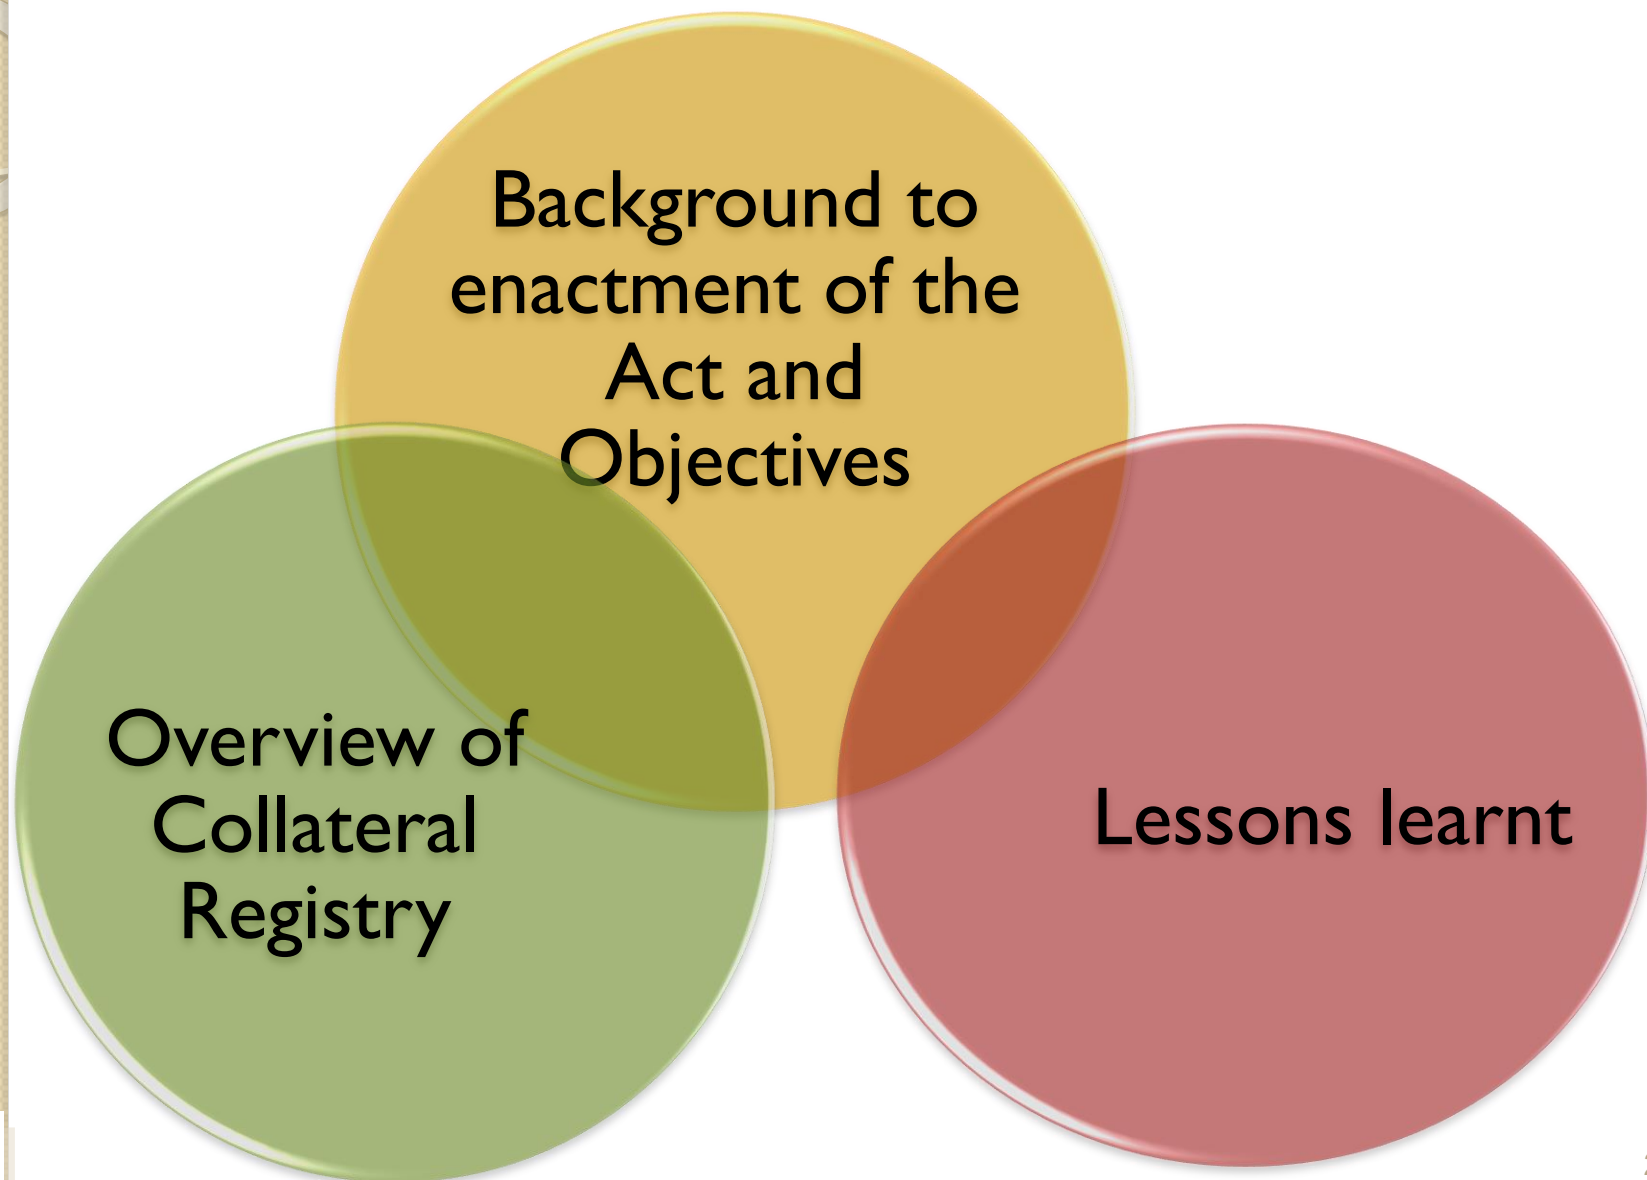 Background to
enactment of the
Act and
Objectives
Overview of
Collateral
Registry
Lessons learnt